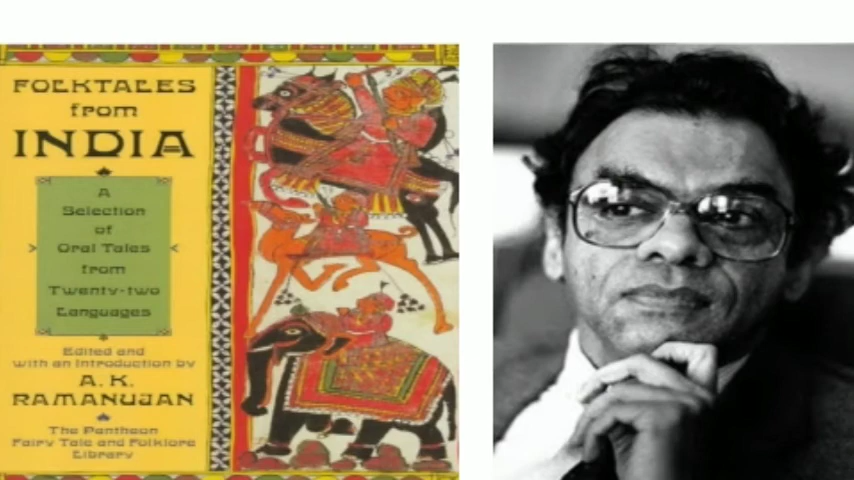 FOLKTALES
from
INDIA
A
Selection
of
Oral Tales
from
Twenty-two
Languages
Edited and
with an Introduction by
A. K.
RAMANUJAN
The Pantheon
Fairy Tale and Folklore
Library